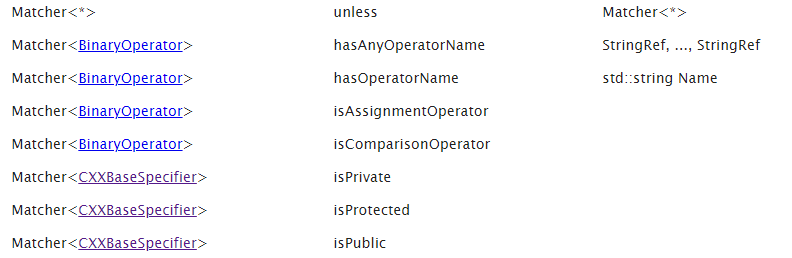 Matcher<*> unless Matcher<*>
Matcher<BinaryOperator> hasAnyOperatorName StringRef, ..., StringRef
Matcher<BinaryOperator> hasOperatorName std::string Name
Matcher<BinaryOperator> isAssignmentOperator
Matcher<BinaryOperator> isComparisonOperator
Matcher<CXXBaseSpecifier> isPrivate
Matcher<CXXBaseSpecifier> isProtected
Matcher<CXXBaseSpecifier> isPublic